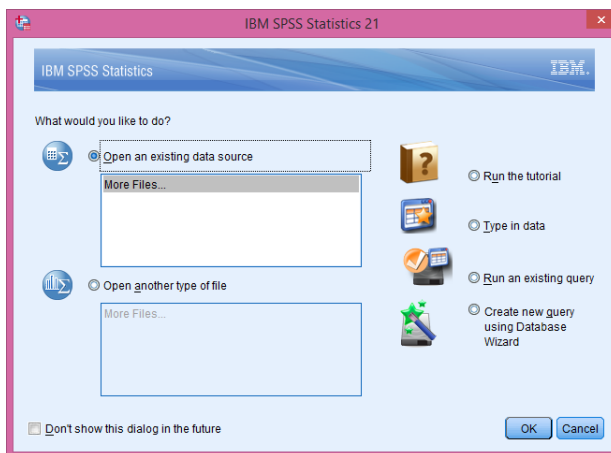 IBM SPSS Statistics 21
IBM SPSS Statistics
IBM.
What would you like to do?
Open an existing data source
More Files...
Open another type of file
More Files...
?
Run the tutorial
Type in data
Run an existing query
Create new query
using Database
Wizard
Don't show this dialog in the future
OK
Cancel